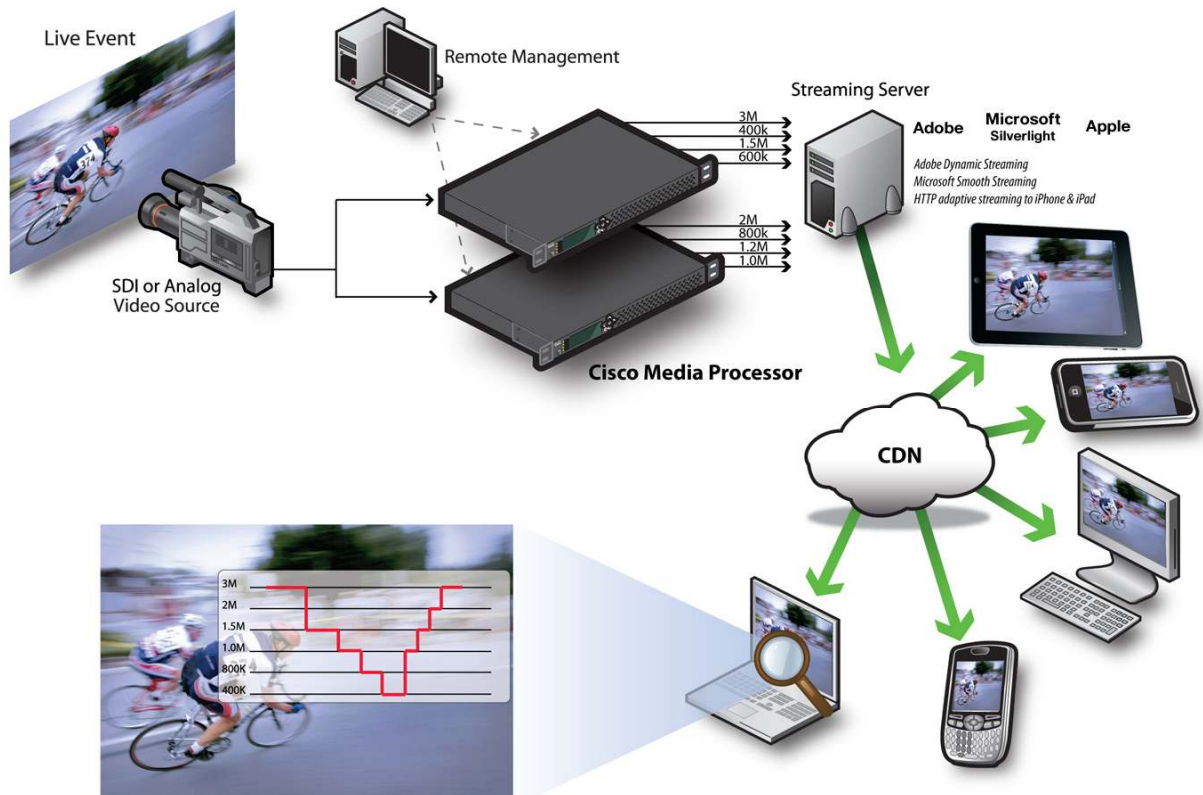 Live Event
Remote Management
SDI or Analog
Video Source
3M
400k
1.5M
600k
2M
800k
1.2M
1.0M
Cisco Media Processor
Streaming Server
Adobe
Microsoft
Silverlight
Apple
Adobe Dynamic Streaming
Microsoft Smooth Streaming
HTTP adaptive streaming to iPhone & iPad
CDN
3M
2M
1.5M
1.0M
800K
400K
374